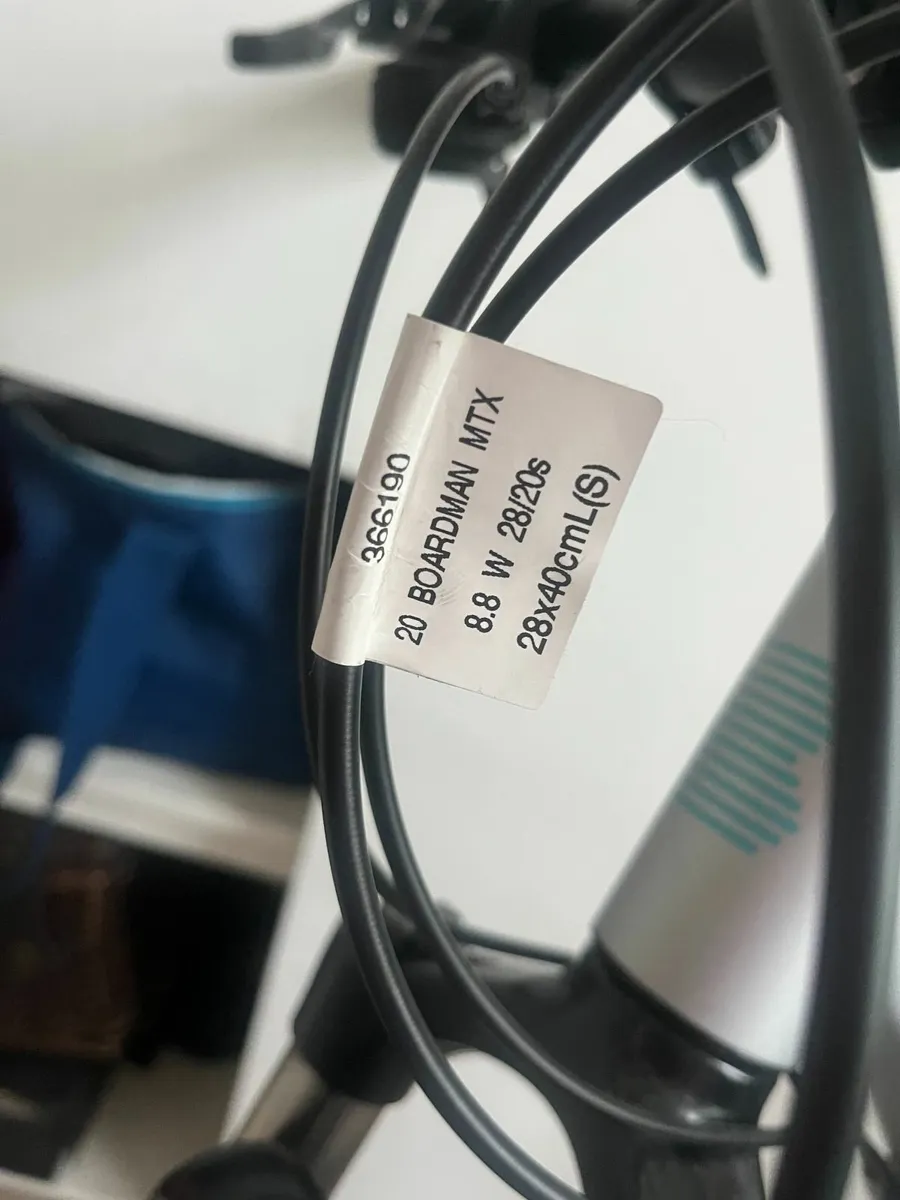 366190
20 BOARDMAN MTX
8.8 W 28/20s
28x40cmL(S)